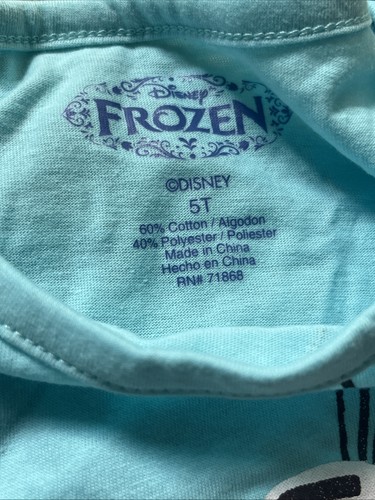 Disney
FROZEN
©DISNEY
5T
60% Cotton / Algodon
40% Polyester / Poliester
Made in China
Hecho en China
RN# 71868